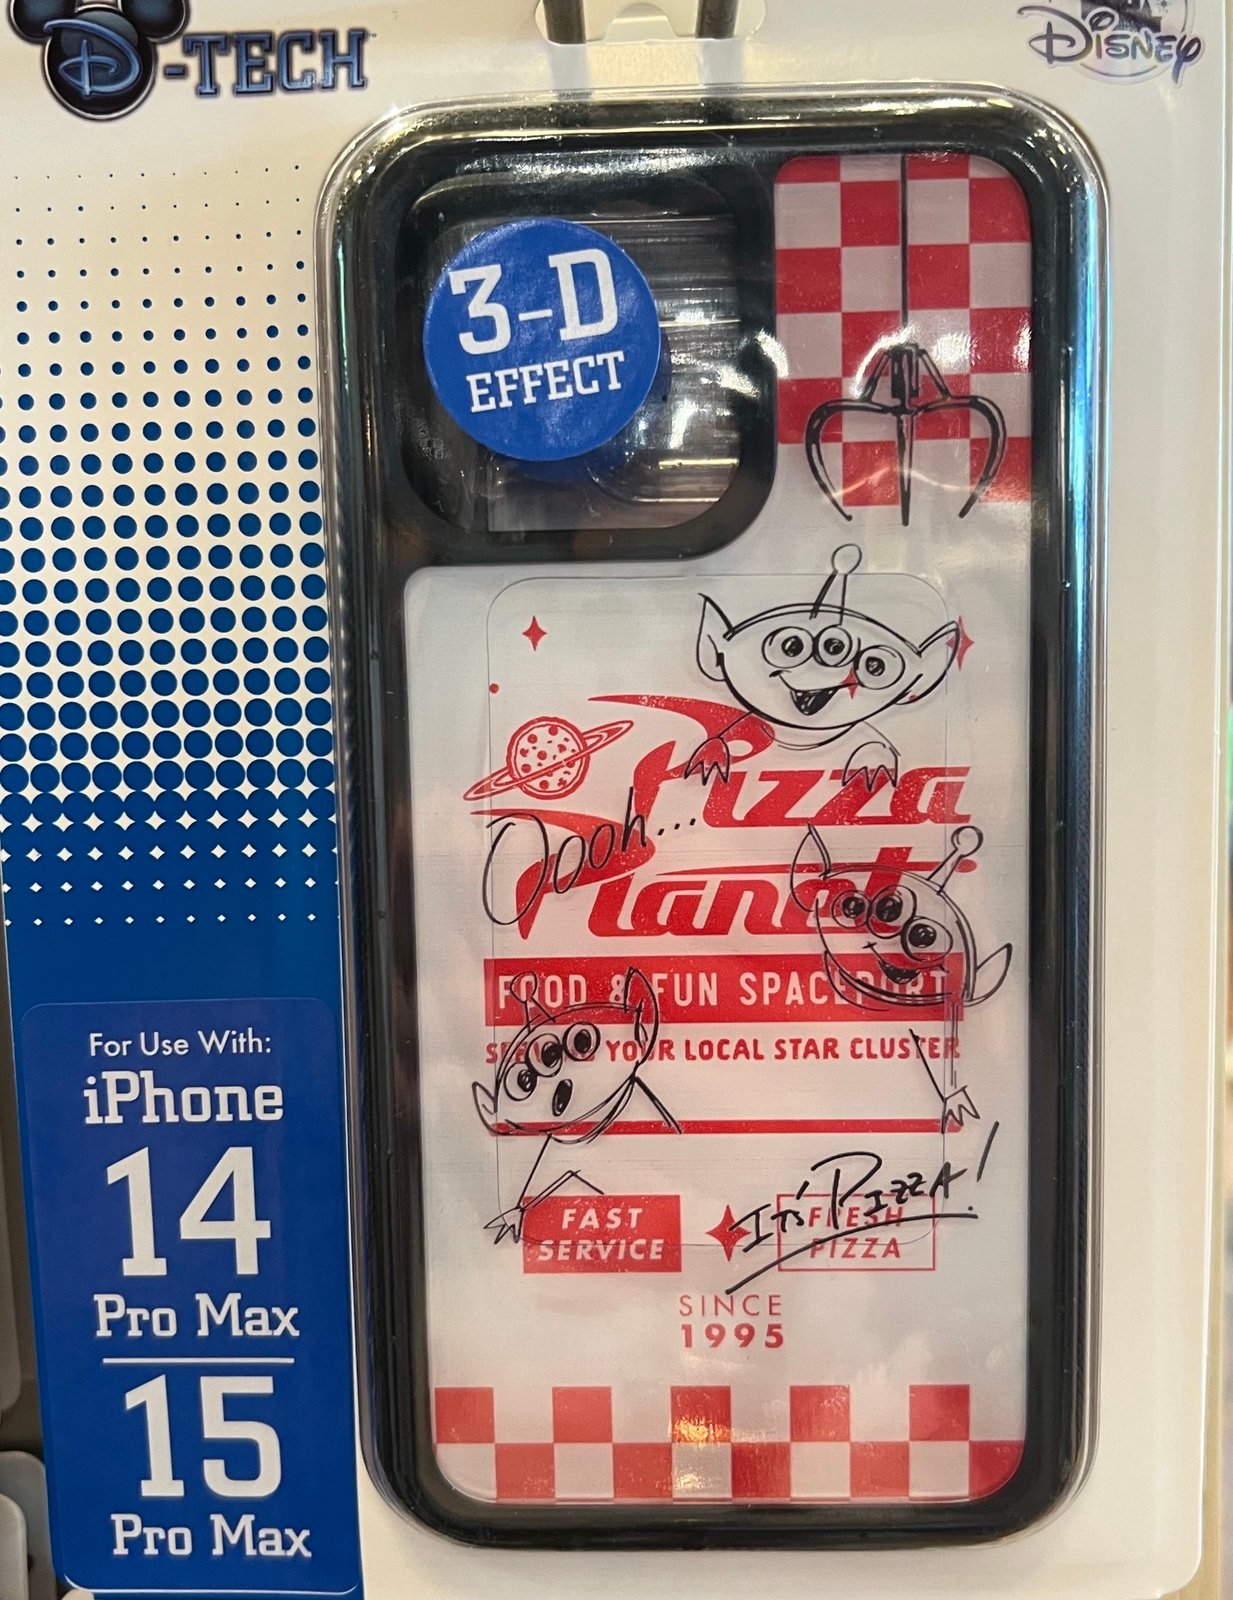 D-TECH
DISNEY
3-D
EFFECT
Pizza
Oooh...
Planet
FOOD & FUN SPACEPORT
SERVING YOUR LOCAL STAR CLUSTER
IT'S PIZZA!
FAST
SERVICE
FRESH
PIZZA
SINCE
1995
For Use With:
iPhone
14
Pro Max
15
Pro Max